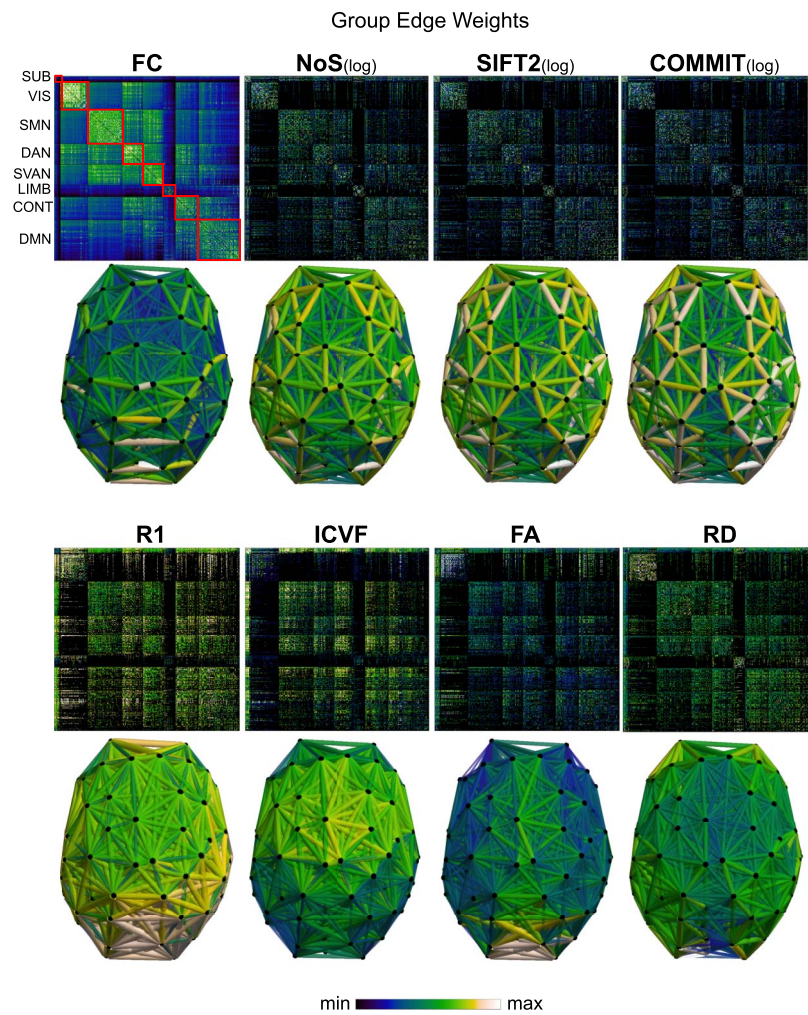 Group Edge Weights
FC
NoS(log)
SIFT2(log)
COMMIT(log)
SUB
VIS
SMN
DAN
SVAN
LIMB
CONT
DMN
R1
ICVF
FA
RD
min
max